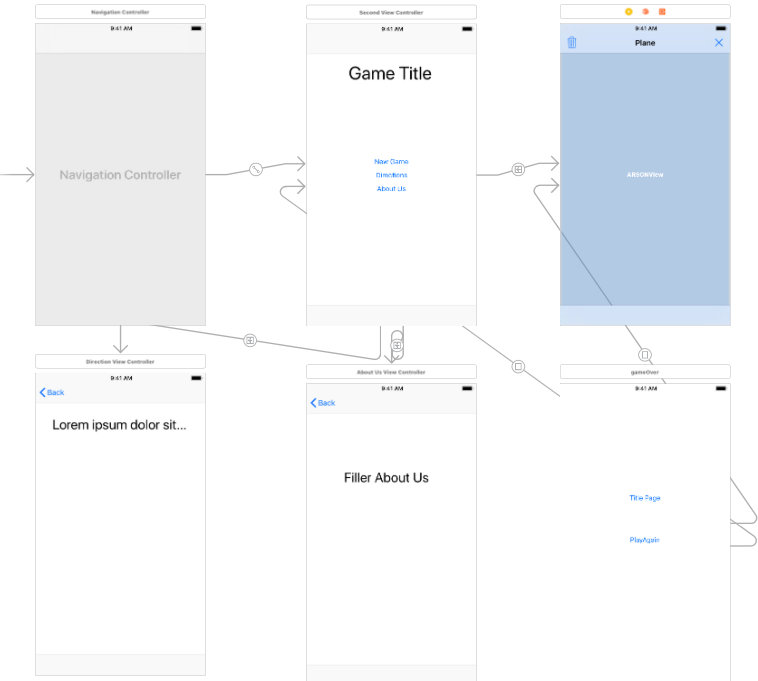 Navigation Controller
9:41 AM
Navigation Controller
Second View Controller
9:41 AM
Game Title
New Game
Directions
About Us
9:41 AM
Plane
ARSCNView
Direction View Controller
9:41 AM
Back
Lorem ipsum dolor sit...
About Us View Controller
9:41 AM
Back
Filler About Us
gameOver
9:41 AM
Title Page
PlayAgain